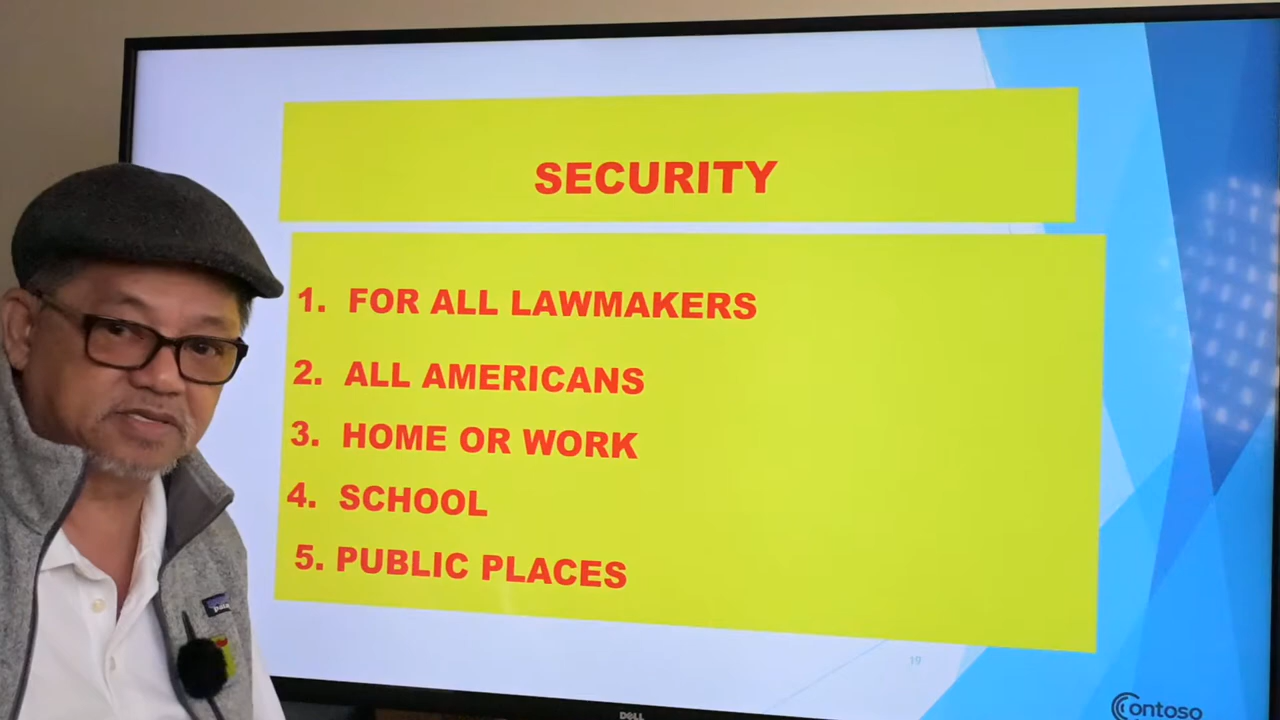 SECURITY
1. FOR ALL LAWMAKERS
2. ALL AMERICANS
3. HOME OR WORK
4. SCHOOL
5. PUBLIC PLACES
19
Contoso
DELL